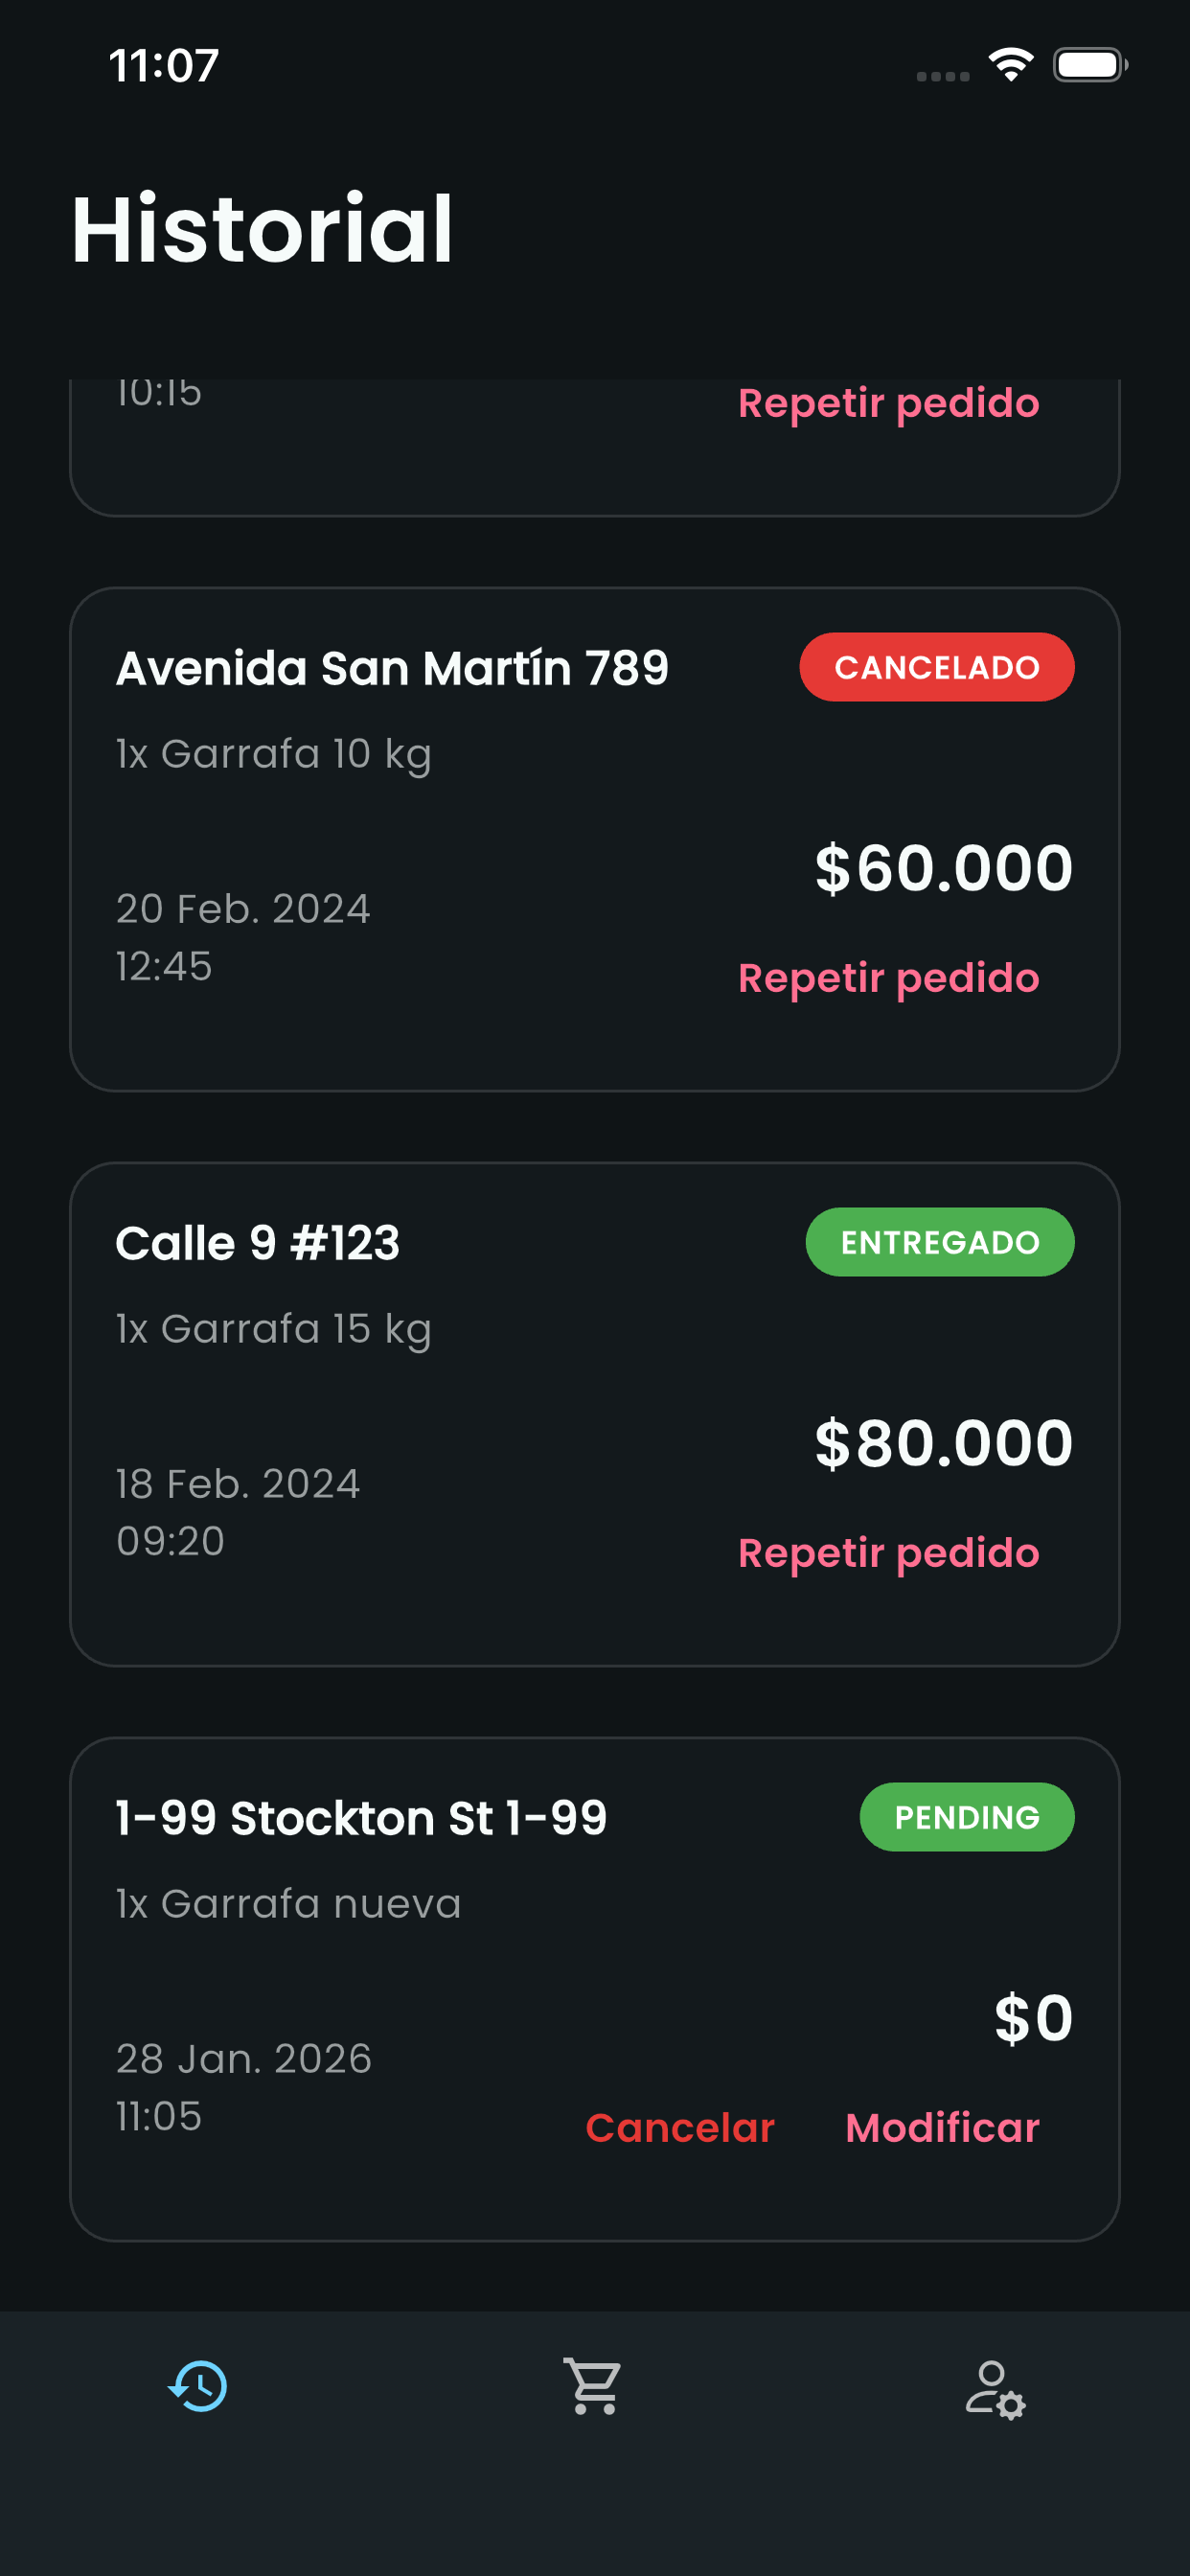 11:07
Historial
10:15
Repetir pedido
Avenida San Martín 789
CANCELADO
1x Garrafa 10 kg
$60.000
20 Feb. 2024
12:45
Repetir pedido
Calle 9 #123
ENTREGADO
1x Garrafa 15 kg
$80.000
18 Feb. 2024
09:20
Repetir pedido
1-99 Stockton St 1-99
PENDING
1x Garrafa nueva
$0
28 Jan. 2026
11:05
Cancelar
Modificar